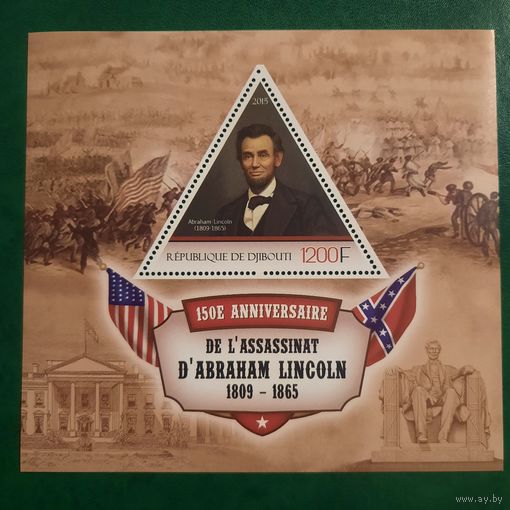 2015
Abraham Lincoln
(1809-1865)
RÉPUBLIQUE DE DJIBOUTI 1200F
150E ANNIVERSAIRE
DE L'ASSASSINAT
D'ABRAHAM LINCOLN
1809 - 1865
www.ay.by